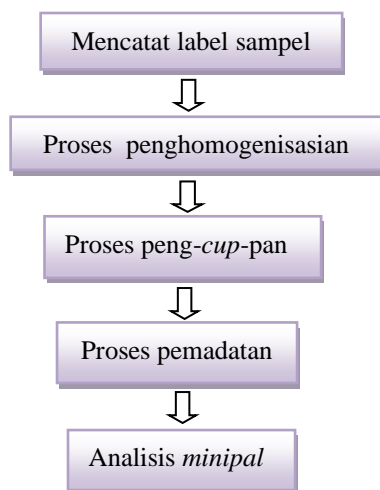 Mencatat label sampel
Proses penghomogenisasian
Proses peng-cup-pan
Proses pemadatan
Analisis minipal